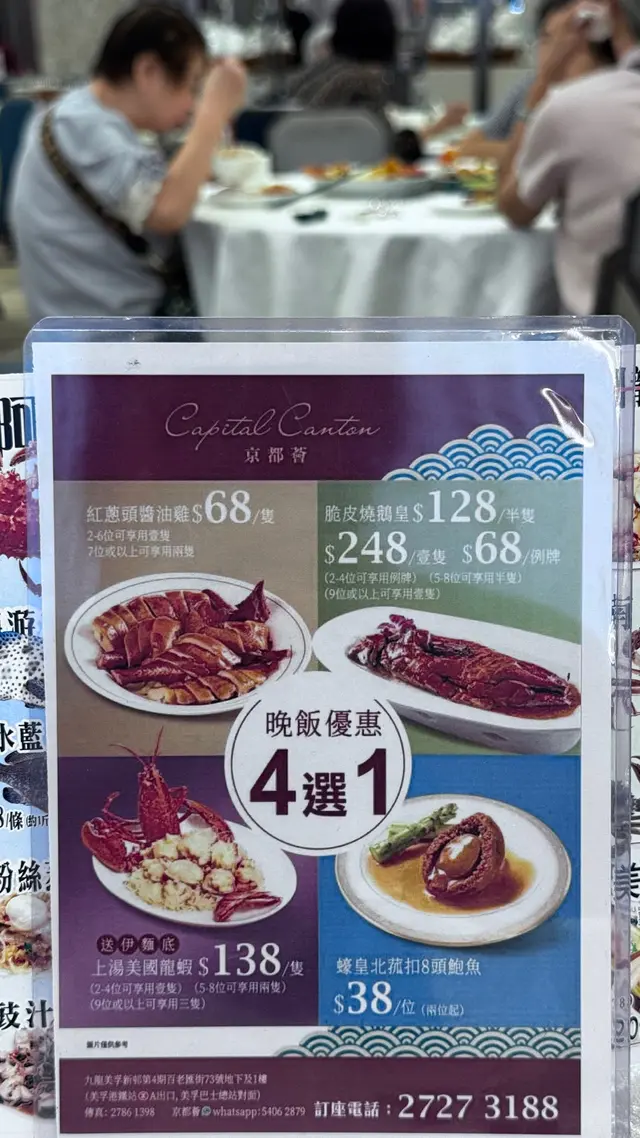 Capital Canton
京都薈
紅蔥頭醬油雞 $68/隻
2-6位可享用壹隻
7位或以上可享用兩隻
脆皮燒鵝皇 $128/半隻
$248/壹隻 $68/例牌
(2-4位可享用例牌) (5-8位可享用半隻)
(9位或以上可享用壹隻)
晚飯優惠
4選1
送伊麵底
上湯美國龍蝦 $138/隻
(2-4位可享用壹隻) (5-8位可享用兩隻)
(9位或以上可享用三隻)
蠔皇北菰扣8頭鮑魚
$38/位 (兩位起)
圖片僅供參考
九龍美孚新邨第4期百老匯街73號地下及1樓
(美孚港鐵站 A出口, 美孚巴士總站對面)
傳真: 2786 1398 京都薈 whatsapp: 5406 2879 訂座電話 : 2727 3188
游
水藍
粉絲
豉汁
美